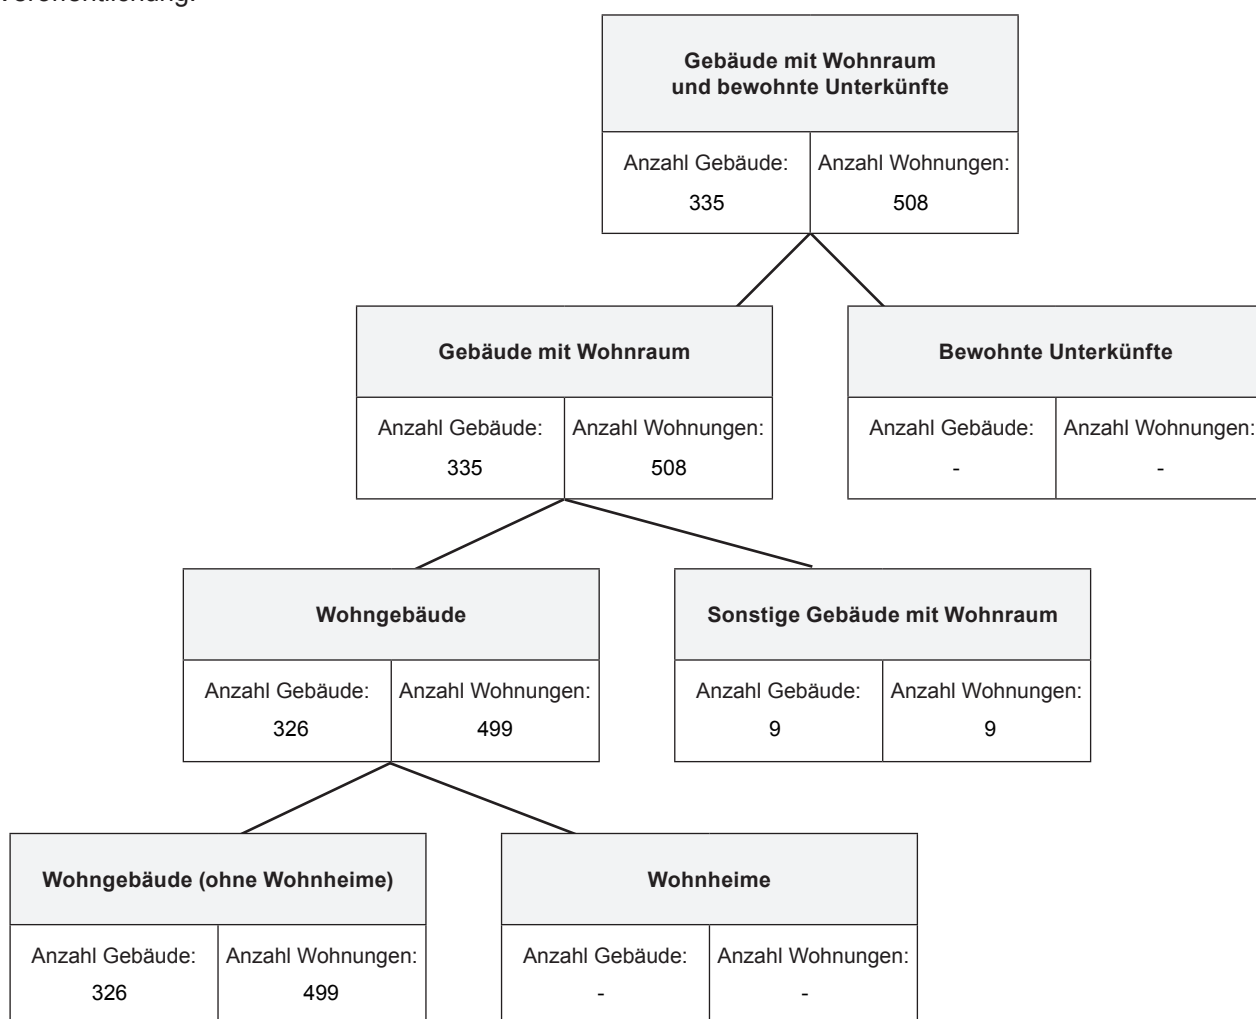 Veröffentlichung.
Gebäude mit Wohnraum
und bewohnte Unterkünfte
Anzahl Gebäude: Anzahl Wohnungen:
335 508
Gebäude mit Wohnraum Bewohnte Unterkünfte
Anzahl Gebäude: Anzahl Wohnungen: Anzahl Gebäude: Anzahl Wohnungen:
335 508 - -
Wohngebäude Sonstige Gebäude mit Wohnraum
Anzahl Gebäude: Anzahl Wohnungen: Anzahl Gebäude: Anzahl Wohnungen:
326 499 9 9
Wohngebäude (ohne Wohnheime) Wohnheime
Anzahl Gebäude: Anzahl Wohnungen: Anzahl Gebäude: Anzahl Wohnungen:
326 499 - -